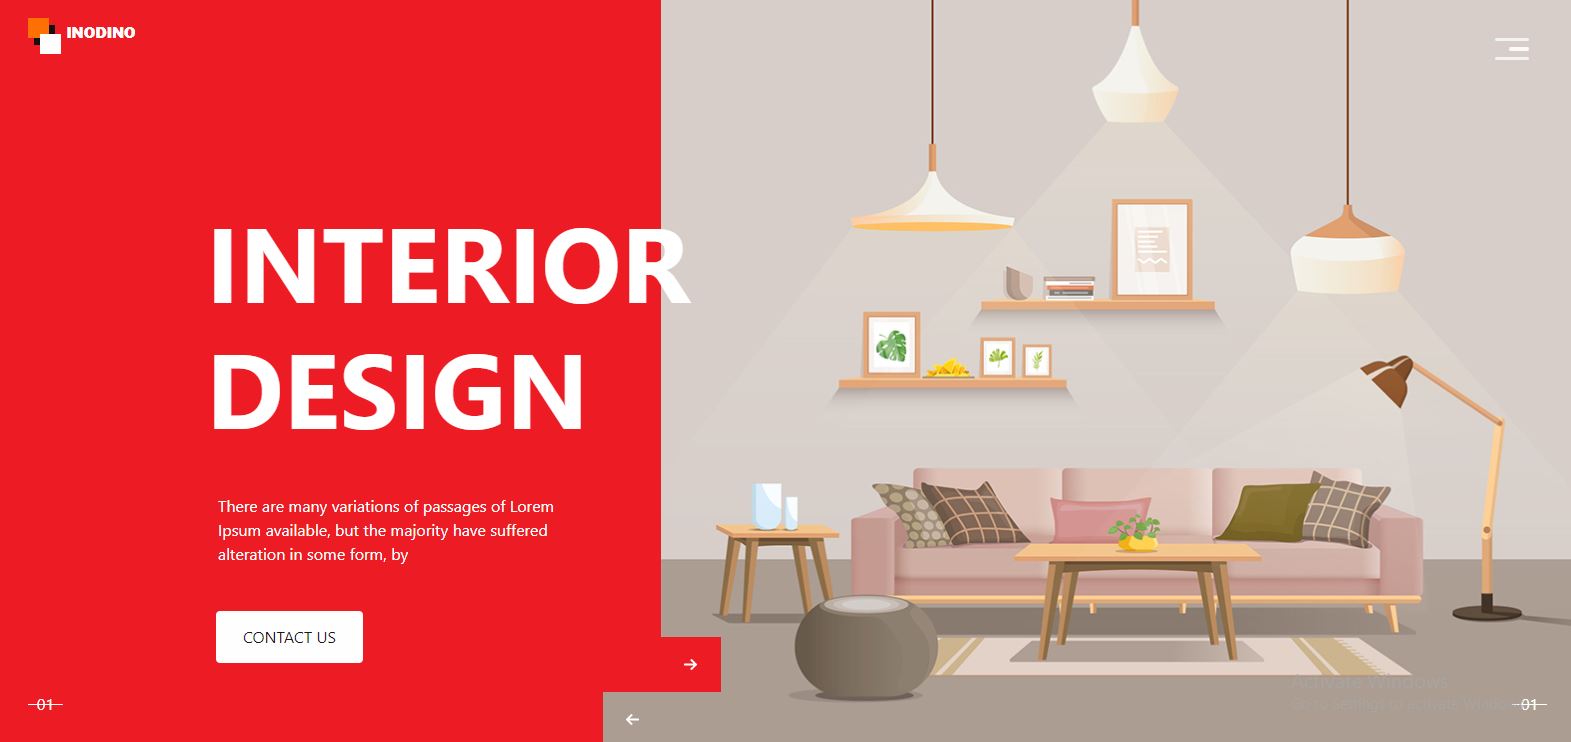 INODINO
INTERIOR
DESIGN
There are many variations of passages of Lorem
Ipsum available, but the majority have suffered
alteration in some form, by
CONTACT US
01
Activate Windows
Go to Settings to activate Windows
01